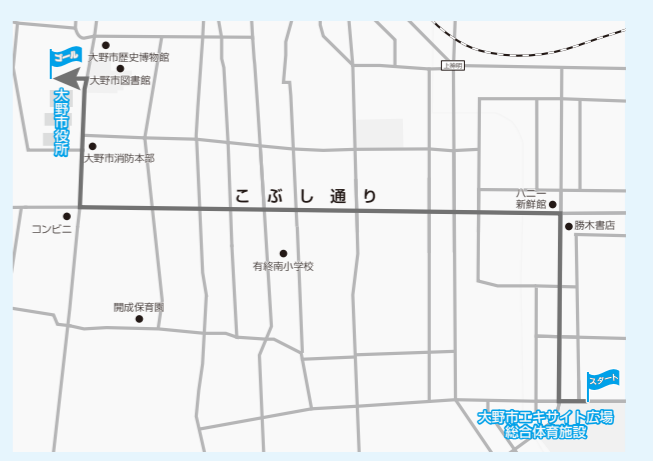 ゴール
大野市歴史博物館
大野市図書館
大野市役所
大野市消防本部
こぶし通り
ハニー
新鮮館
勝木書店
コンビニ
有終南小学校
開成保育園
スタート
大野市エキサイト広場
総合体育施設